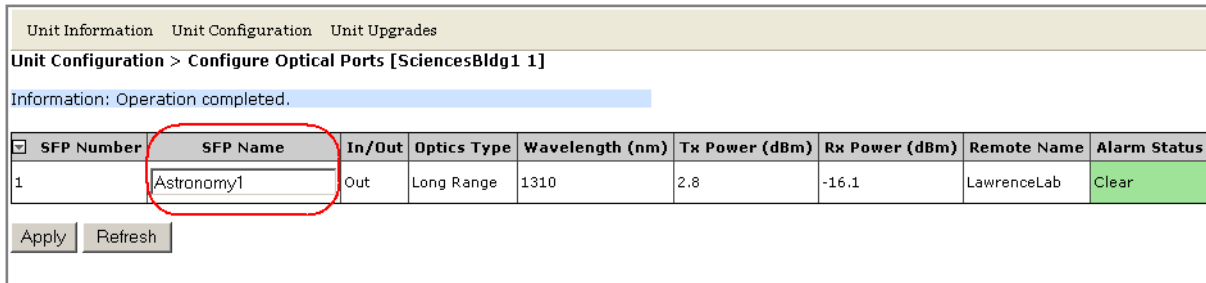 Unit Information Unit Configuration Unit Upgrades
Unit Configuration > Configure Optical Ports [SciencesBldg1 1]
Information: Operation completed.
SFP Number SFP Name In/Out Optics Type Wavelength (nm) Tx Power (dBm) Rx Power (dBm) Remote Name Alarm Status
1 Astronomy1 Out Long Range 1310 2.8 -16.1 LawrenceLab Clear
Apply Refresh